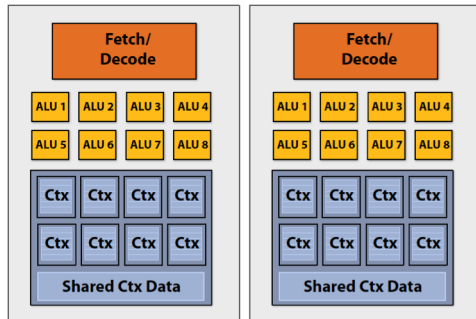 Fetch/
Decode
ALU 1 ALU 2 ALU 3 ALU 4
ALU 5 ALU 6 ALU 7 ALU 8
Ctx Ctx Ctx Ctx
Ctx Ctx Ctx Ctx
Shared Ctx Data
Fetch/
Decode
ALU 1 ALU 2 ALU 3 ALU 4
ALU 5 ALU 6 ALU 7 ALU 8
Ctx Ctx Ctx Ctx
Ctx Ctx Ctx Ctx
Shared Ctx Data